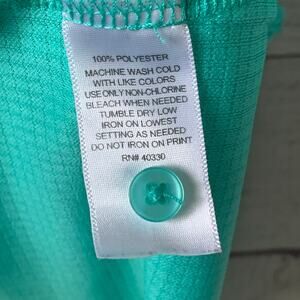 100% POLYESTER
MACHINE WASH COLD
WITH LIKE COLORS
USE ONLY NON-CHLORINE
BLEACH WHEN NEEDED
TUMBLE DRY LOW
IRON ON LOWEST
SETTING AS NEEDED
DO NOT IRON ON PRINT
RN# 40330